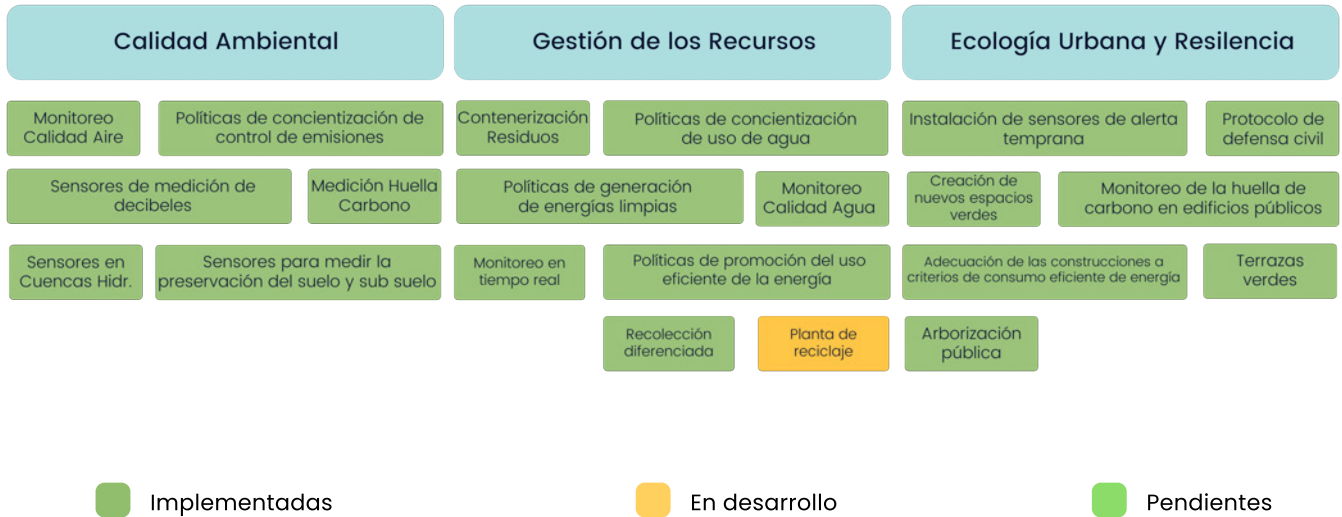 Calidad Ambiental
Gestión de los Recursos
Ecología Urbana y Resilencia
Monitoreo
Calidad Aire
Políticas de concientización de
control de emisiones
Contenerización
Residuos
Políticas de concientización
de uso de agua
Instalación de sensores de alerta
temprana
Protocolo de
defensa civil
Sensores de medición de
decibeles
Medición Huella
Carbono
Políticas de generación
de energías limpias
Monitoreo
Calidad Agua
Creación de
nuevos espacios
verdes
Monitoreo de la huella de
carbono en edificios públicos
Sensores en
Cuencas Hidr.
Sensores para medir la
preservación del suelo y sub suelo
Monitoreo en
tiempo real
Políticas de promoción del uso
eficiente de la energía
Adecuación de las construcciones a
criterios de consumo eficiente de energía
Terrazas
verdes
Recolección
diferenciada
Planta de
reciclaje
Arborización
pública
Implementadas
En desarrollo
Pendientes